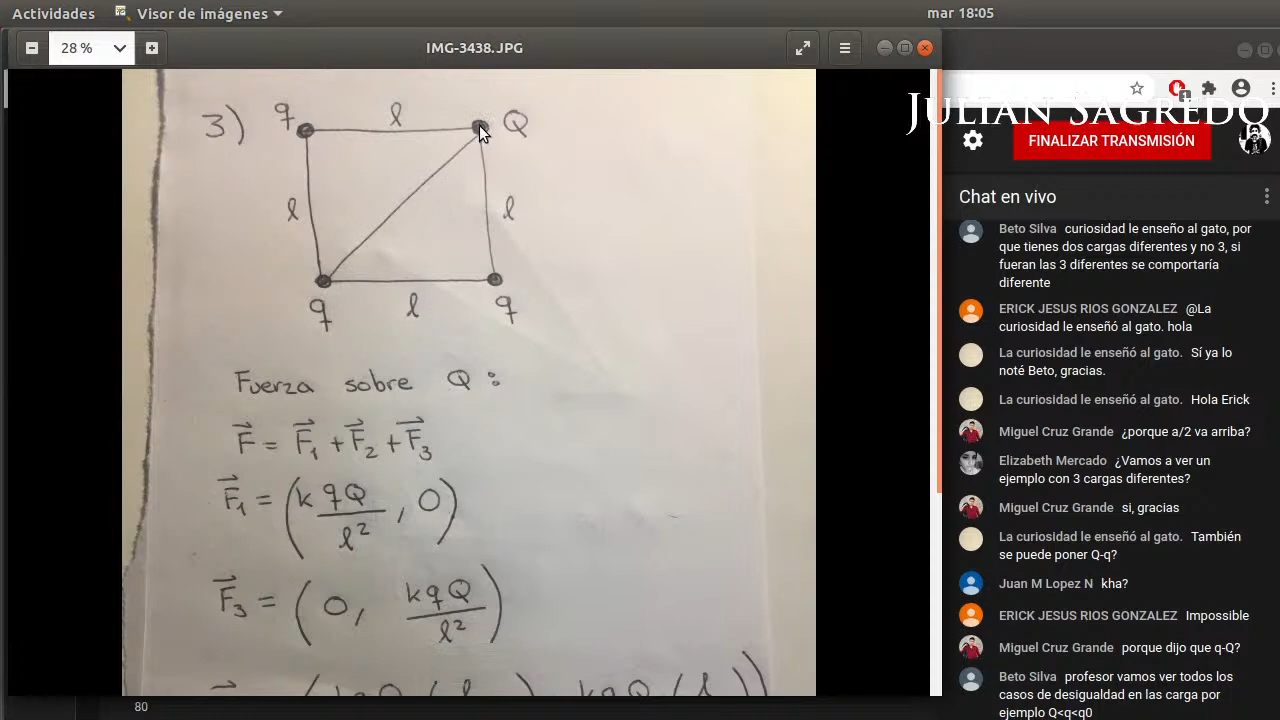 Actividades
Visor de imágenes
mar 18:05
28 %
IMG-3438.JPG
JULIAN SAGREDO
FINALIZAR TRANSMISIÓN
1
3)
q
l
Q
l
l
q
l
q
Fuerza sobre Q :
F⃗ = F⃗₁ + F⃗₂ + F⃗₃
F⃗₁ = (k qQ / l² , 0)
F⃗₃ = (0, kqQ / l²)
Chat en vivo
Beto Silva curiosidad le enseño al gato, por
que tienes dos cargas diferentes y no 3, si
fueran las 3 diferentes se comportaría
diferente
ERICK JESUS RIOS GONZALEZ @La
curiosidad le enseñó al gato. hola
La curiosidad le enseñó al gato. Sí ya lo
noté Beto, gracias.
La curiosidad le enseñó al gato. Hola Erick
Miguel Cruz Grande ¿porque a/2 va arriba?
Elizabeth Mercado ¿Vamos a ver un
ejemplo con 3 cargas diferentes?
Miguel Cruz Grande si, gracias
La curiosidad le enseñó al gato. También
se puede poner Q-q?
Juan M Lopez N kha?
ERICK JESUS RIOS GONZALEZ Impossible
Miguel Cruz Grande porque dijo que q-Q?
Beto Silva profesor vamos ver todos los
casos de desigualdad en las carga por
ejemplo Q<q<q0
80